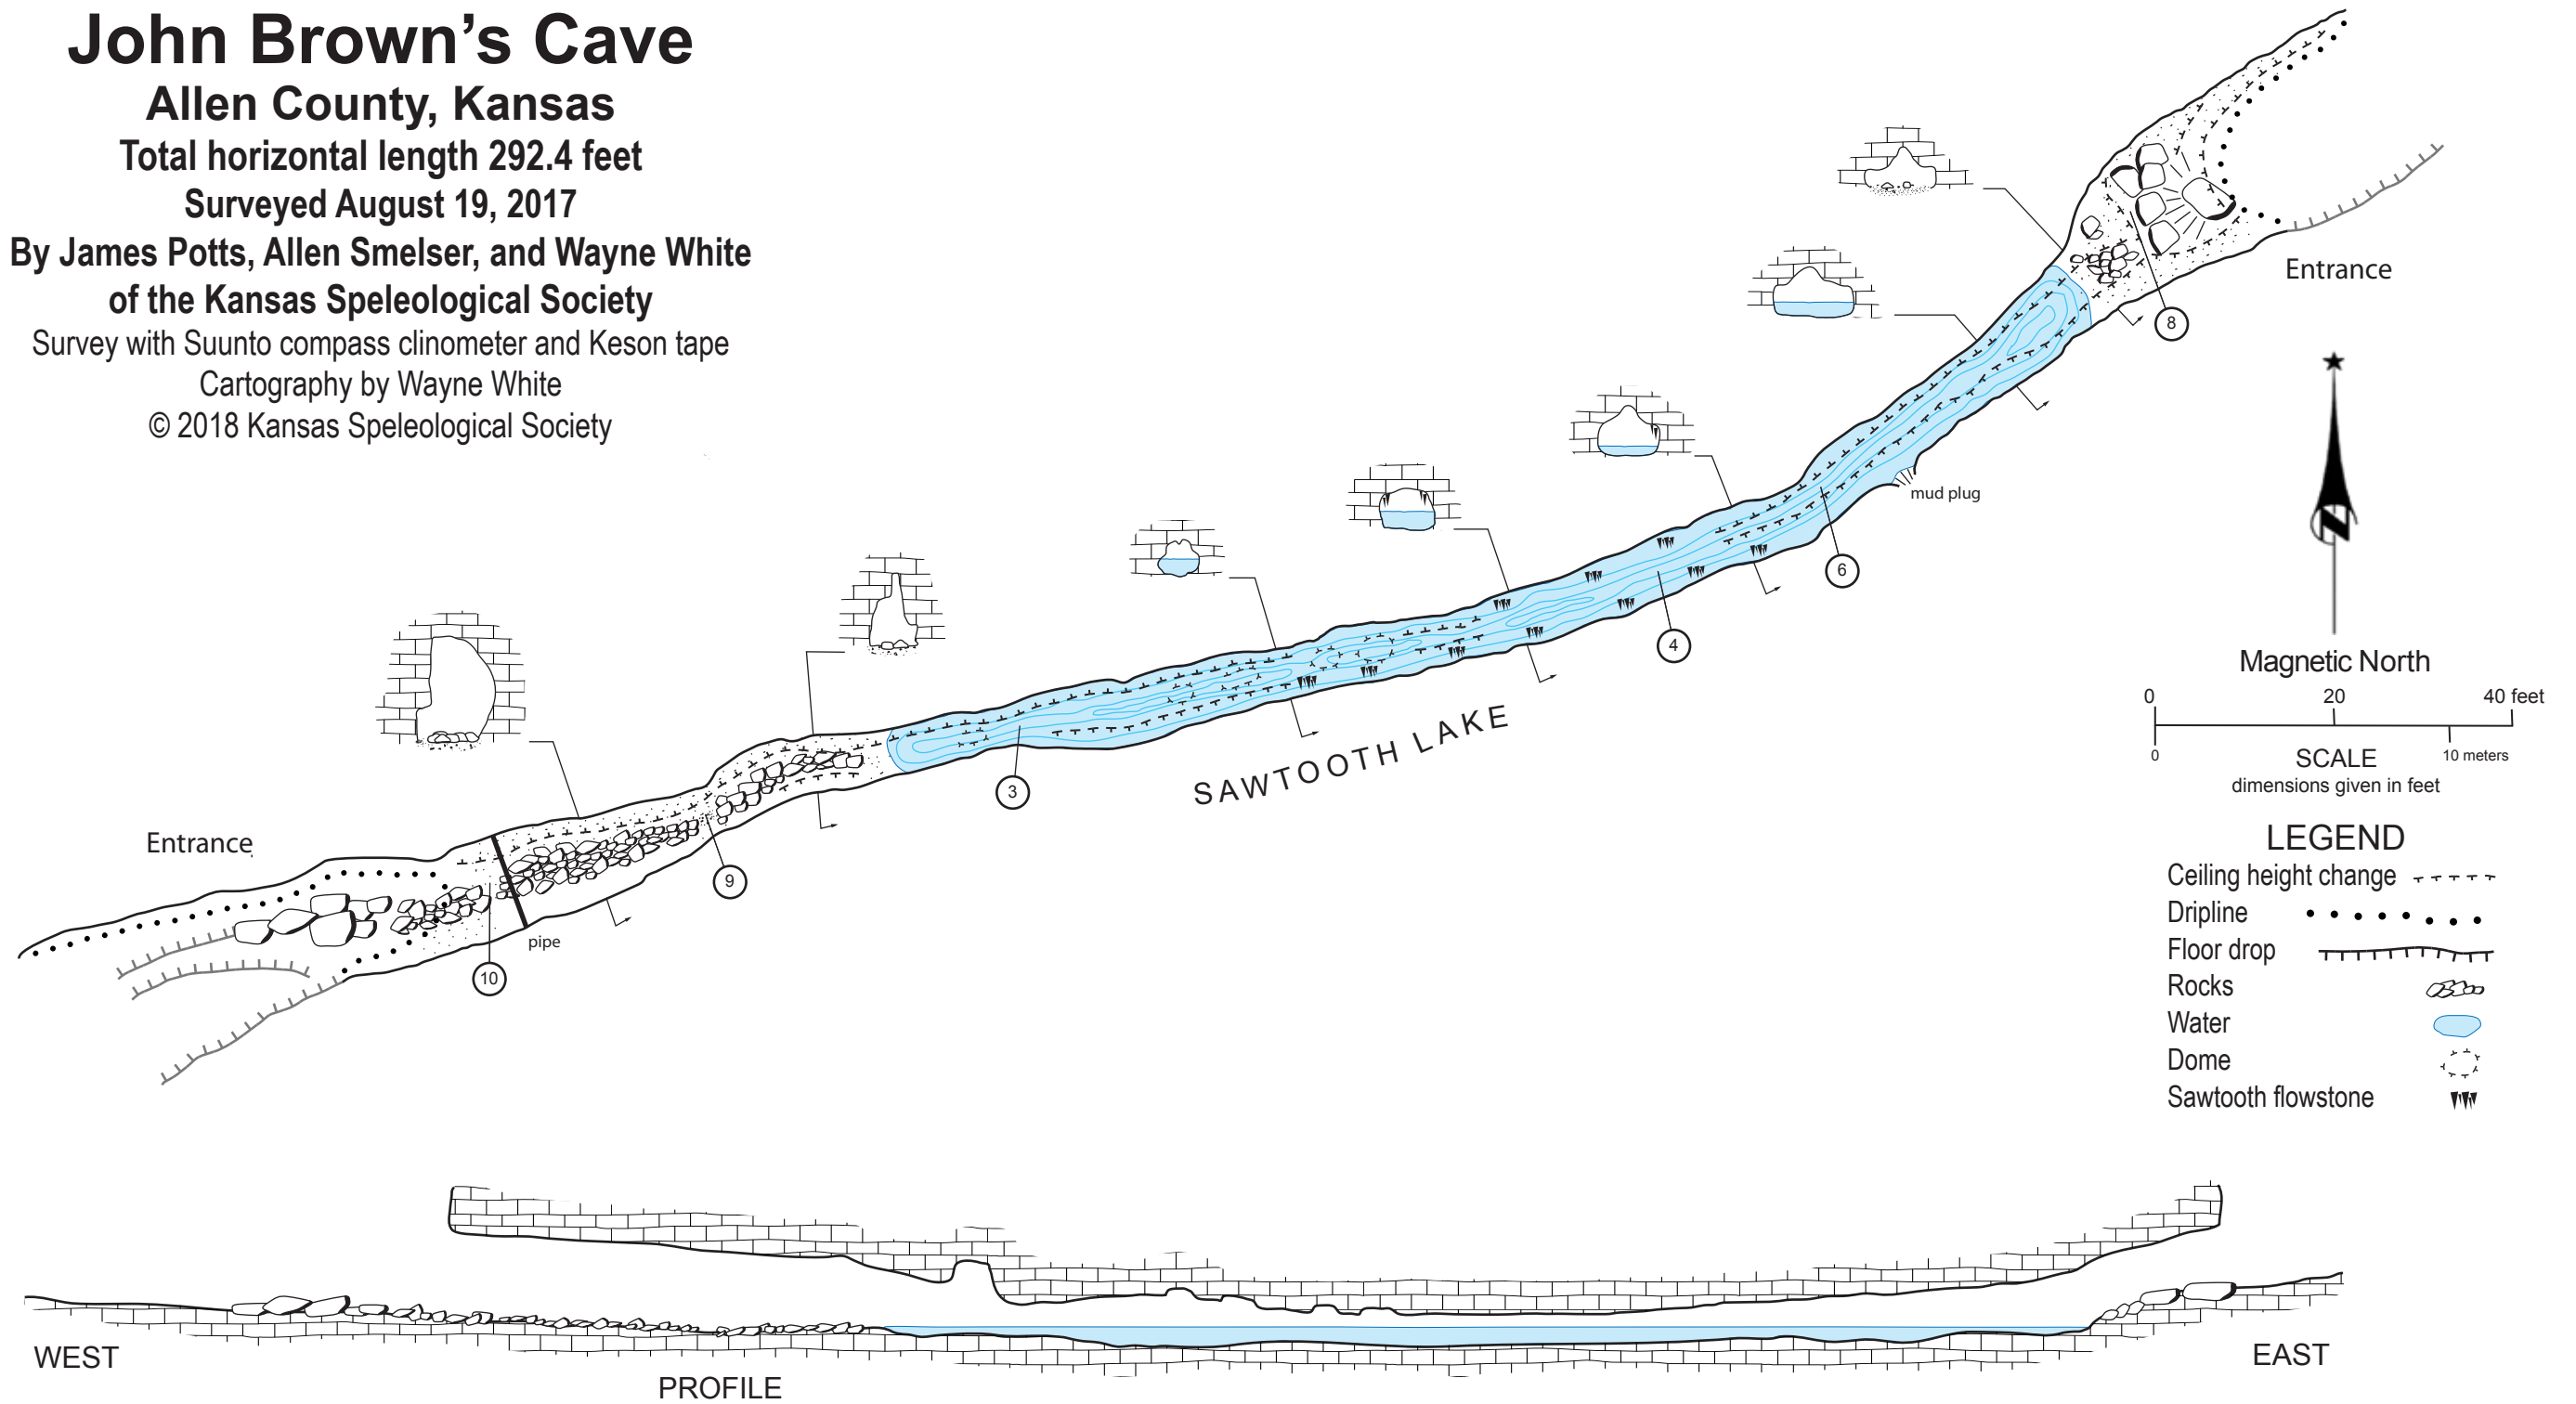 John Brown's Cave
Allen County, Kansas
Total horizontal length 292.4 feet
Surveyed August 19, 2017
By James Potts, Allen Smelser, and Wayne White
of the Kansas Speleological Society
Survey with Suunto compass clinometer and Keson tape
Cartography by Wayne White
© 2018 Kansas Speleological Society
Entrance
8
mud plug
6
4
SAWTOOTH LAKE
3
9
Entrance
pipe
10
N
Magnetic North
0 20 40 feet
0 10 meters
SCALE
dimensions given in feet
LEGEND
Ceiling height change
Dripline
Floor drop
Rocks
Water
Dome
Sawtooth flowstone
WEST
EAST
PROFILE